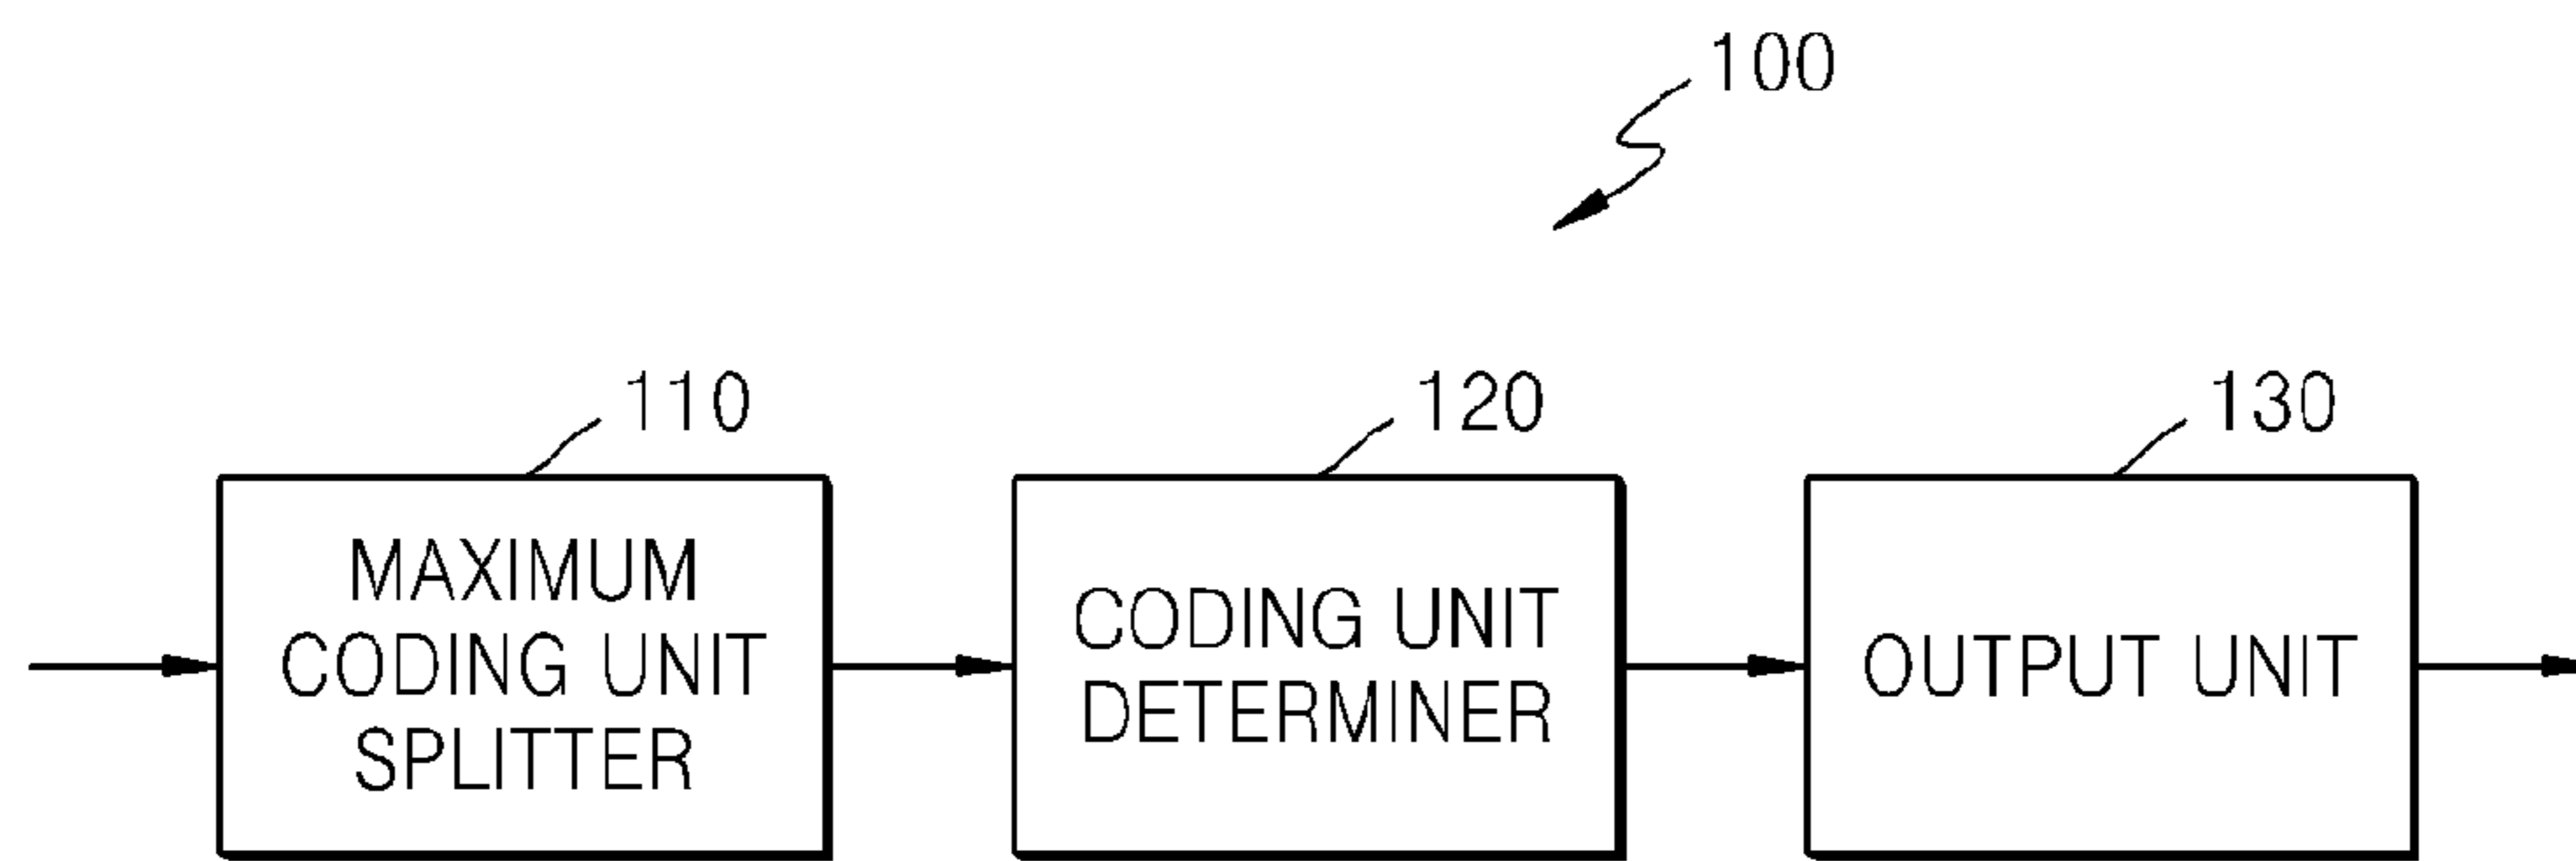 100
110
120
130
MAXIMUM
CODING UNIT
SPLITTER
CODING UNIT
DETERMINER
OUTPUT UNIT